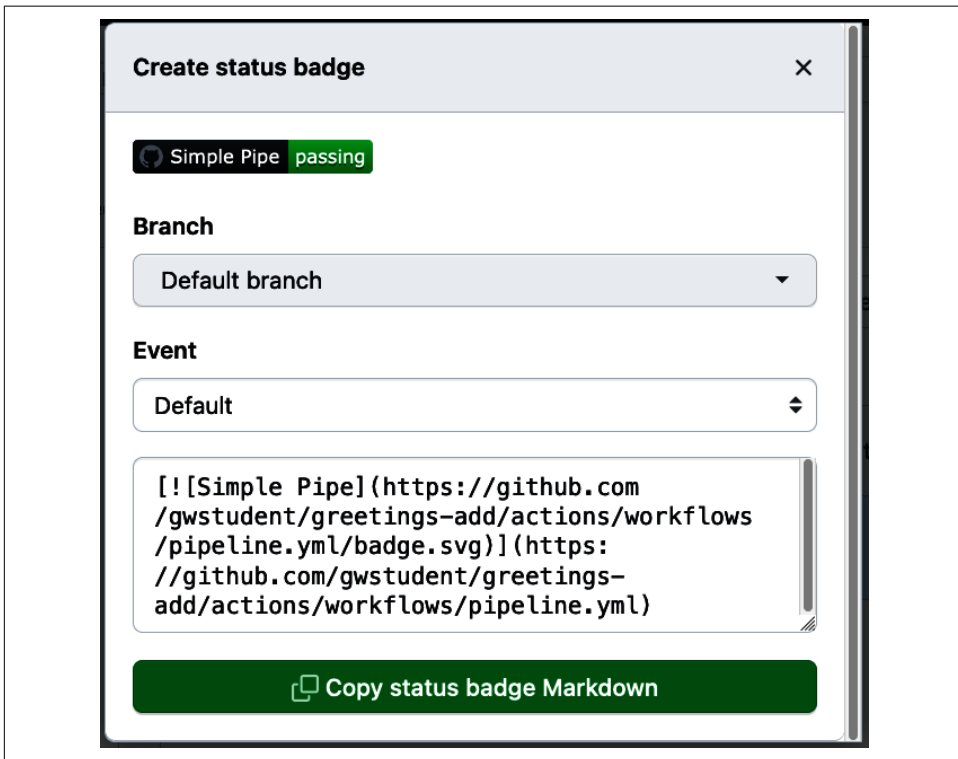 Create status badge
Simple Pipe passing
Branch
Default branch
Event
Default
[![Simple Pipe](https://github.com
/gwstudent/greetings-add/actions/workflows
/pipeline.yml/badge.svg)](https:
//github.com/gwstudent/greetings-
add/actions/workflows/pipeline.yml)
Copy status badge Markdown